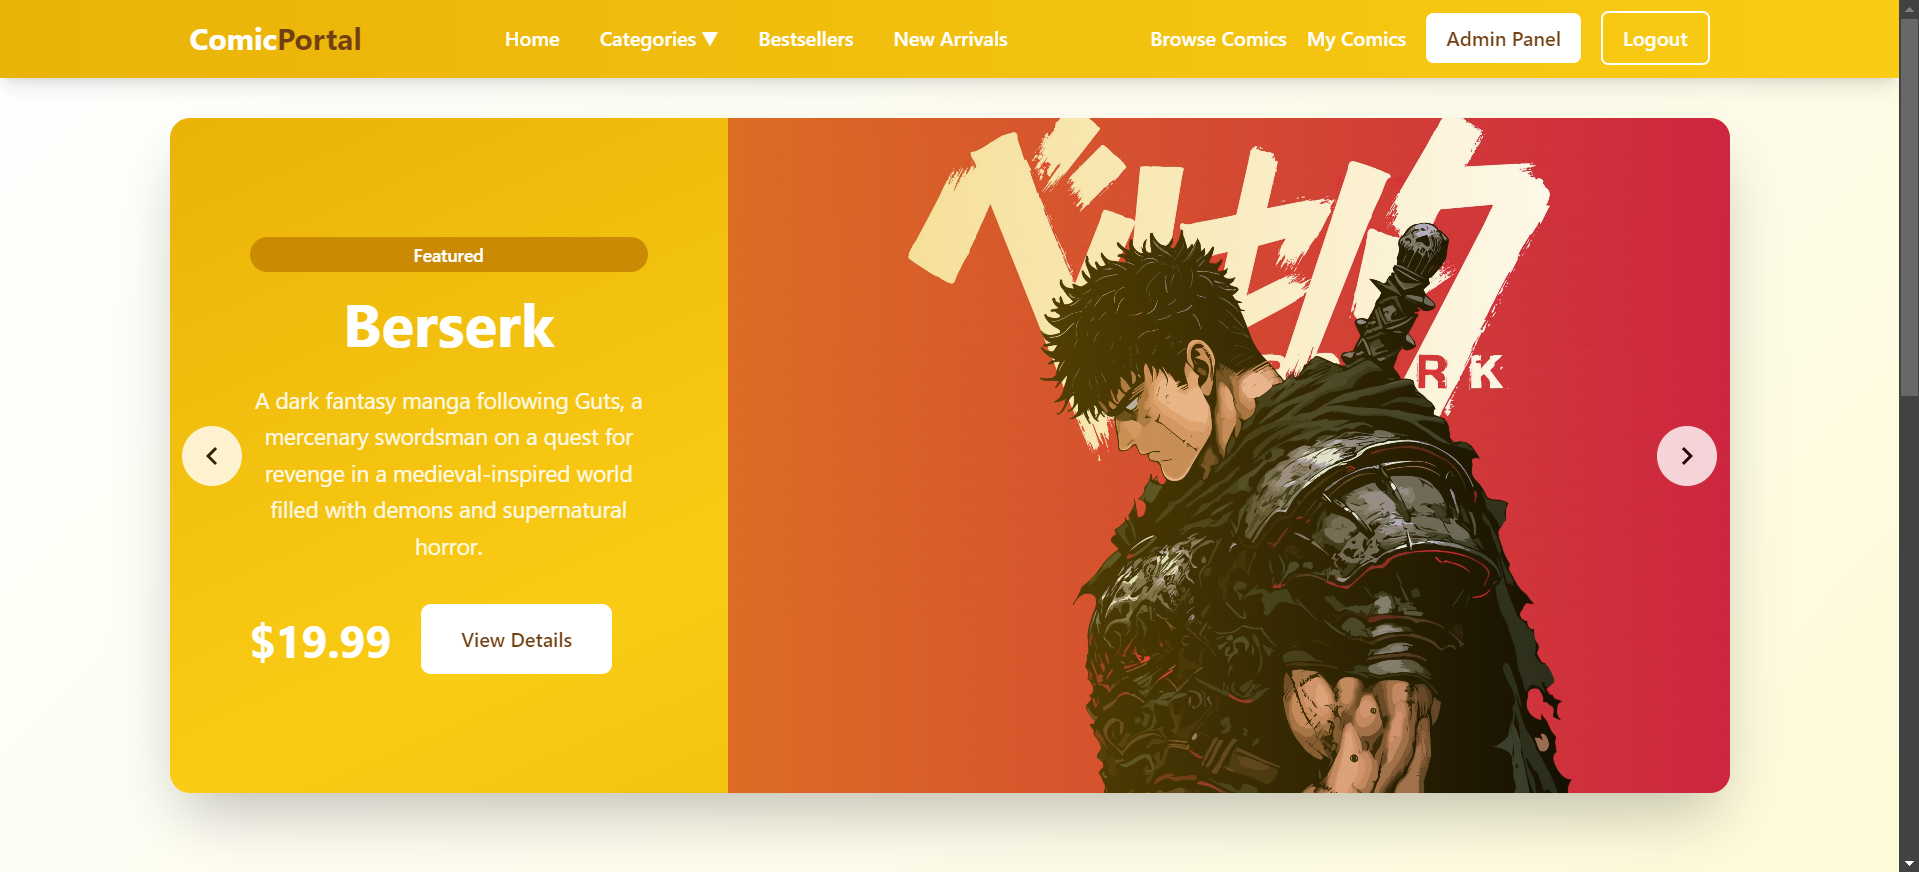 ComicPortal
Home
Categories ▼
Bestsellers
New Arrivals
Browse Comics
My Comics
Admin Panel
Logout
Featured
Berserk
A dark fantasy manga following Guts, a
mercenary swordsman on a quest for
revenge in a medieval-inspired world
filled with demons and supernatural
horror.
$19.99
View Details
ベルセルク